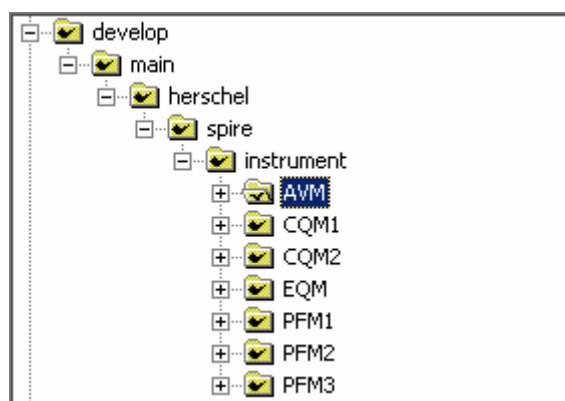 develop
main
herschel
spire
instrument
AVM
CQM1
CQM2
EQM
PFM1
PFM2
PFM3